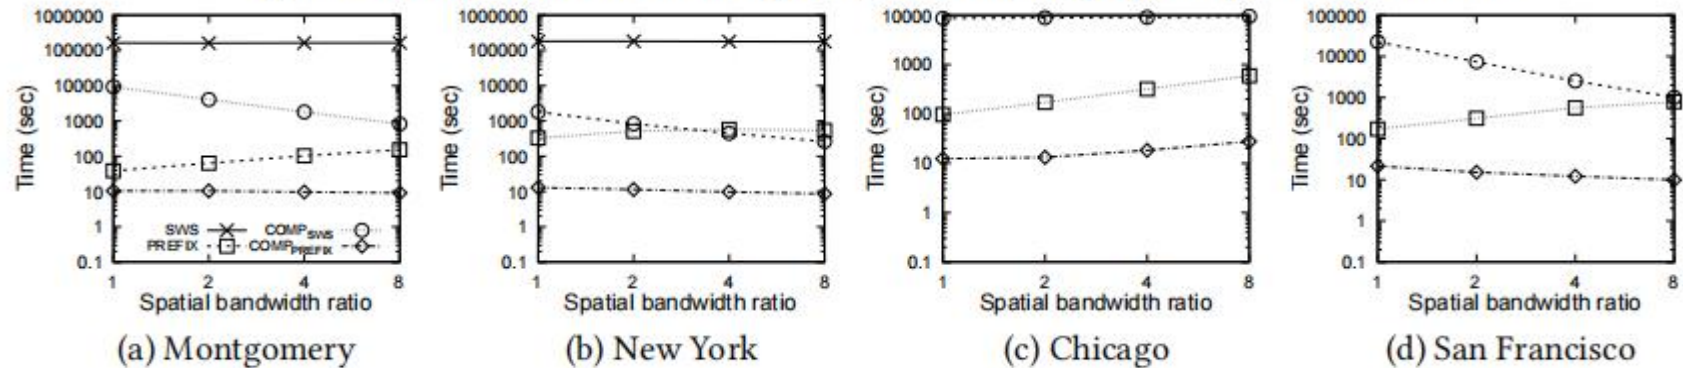 1000000
100000
10000
1000
100
10
1
0.1
Time (sec)
SWS COMP_SWS
PREFIX COMP_PREFIX
1 2 4 8
Spatial bandwidth ratio
(a) Montgomery
1000000
100000
10000
1000
100
10
1
0.1
Time (sec)
1 2 4 8
Spatial bandwidth ratio
(b) New York
10000
1000
100
10
1
0.1
Time (sec)
1 2 4 8
Spatial bandwidth ratio
(c) Chicago
100000
10000
1000
100
10
1
0.1
Time (sec)
1 2 4 8
Spatial bandwidth ratio
(d) San Francisco